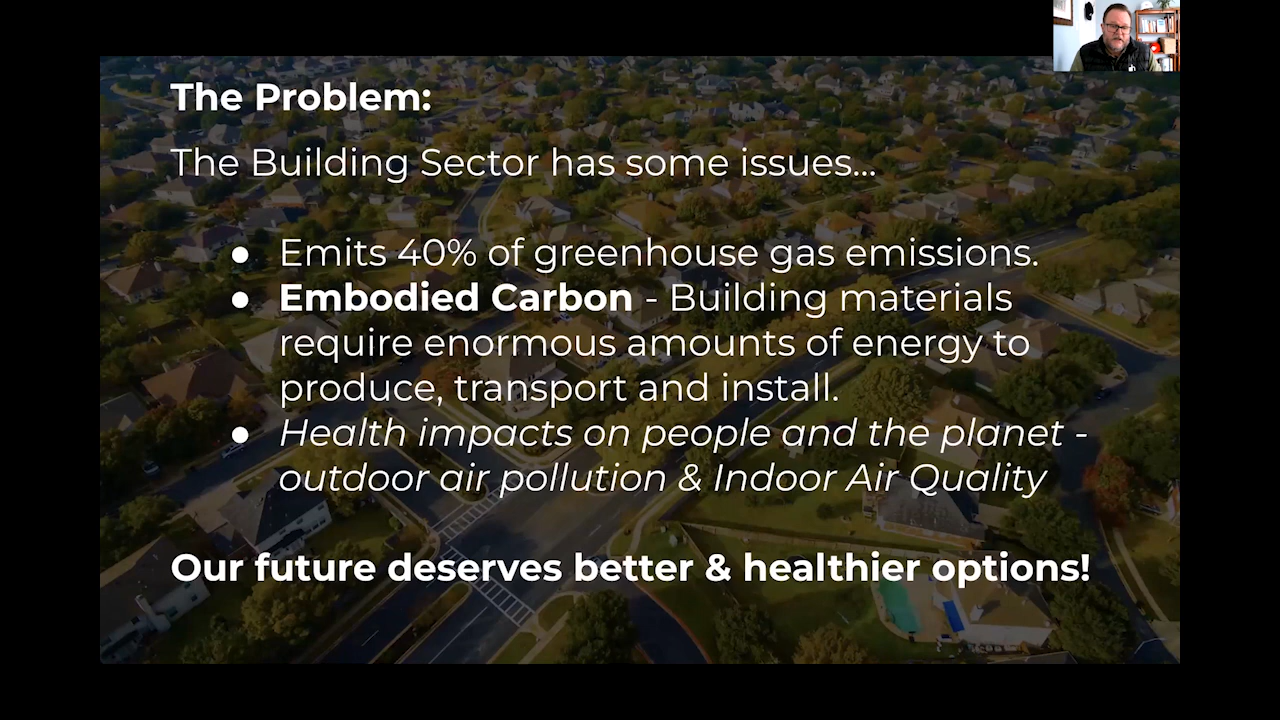 The Problem:
The Building Sector has some issues...
● Emits 40% of greenhouse gas emissions.
● Embodied Carbon - Building materials
require enormous amounts of energy to
produce, transport and install.
● Health impacts on people and the planet -
outdoor air pollution & Indoor Air Quality
Our future deserves better & healthier options!